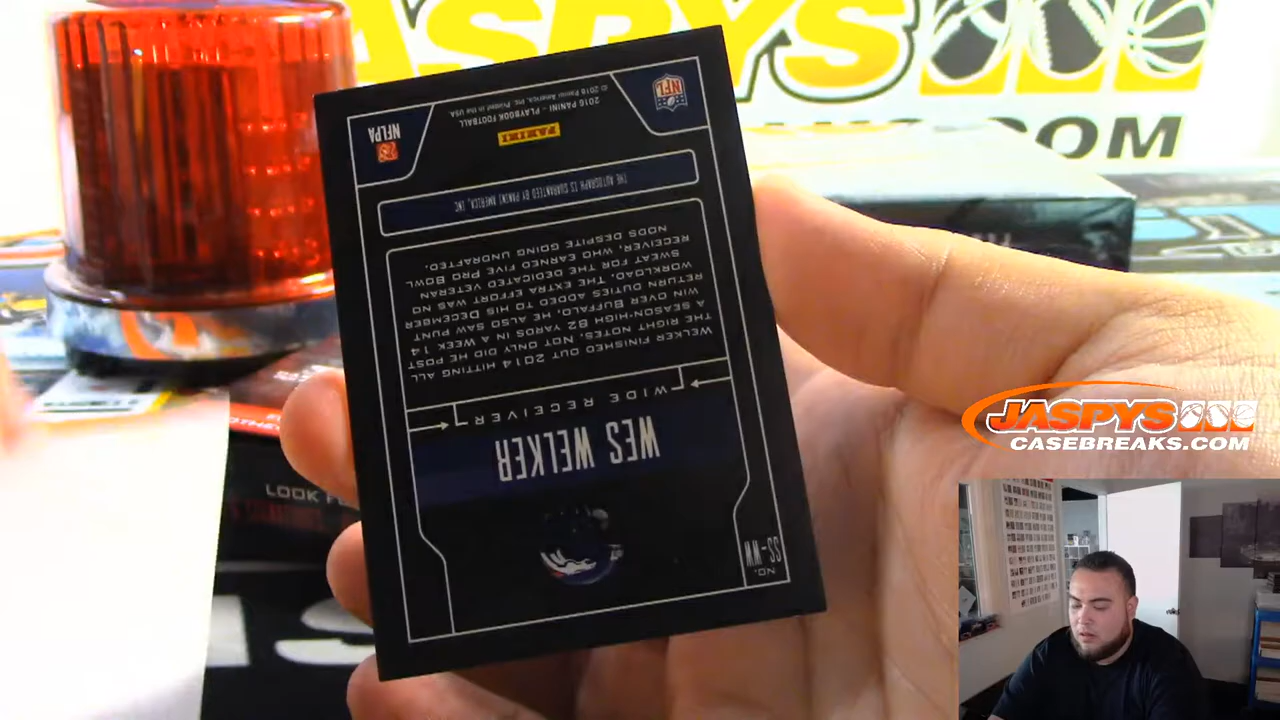 JASPYS
.COM
NO.
SS-WW
WES WELKER
WIDE RECEIVER
WELKER FINISHED OUT 2014 HITTING ALL
THE RIGHT NOTES. NOT ONLY DID HE POST
A SEASON-HIGH 82 YARDS IN A WEEK 14
WIN OVER BUFFALO, HE ALSO SAW PUNT
RETURN DUTIES ADDED TO HIS DECEMBER
WORKLOAD. THE EXTRA EFFORT WAS NO
SWEAT FOR THE DEDICATED VETERAN
RECEIVER, WHO EARNED FIVE PRO BOWL
NODS DESPITE GOING UNDRAFTED.
THE AUTOGRAPH IS GUARANTEED BY PANINI AMERICA, INC.
PANINI
2016 PANINI - PLAYBOOK FOOTBALL
© 2016 Panini America, Inc. Printed in the USA.
NFL
NFLPA
LOOK
JASPYS
CASEBREAKS.COM